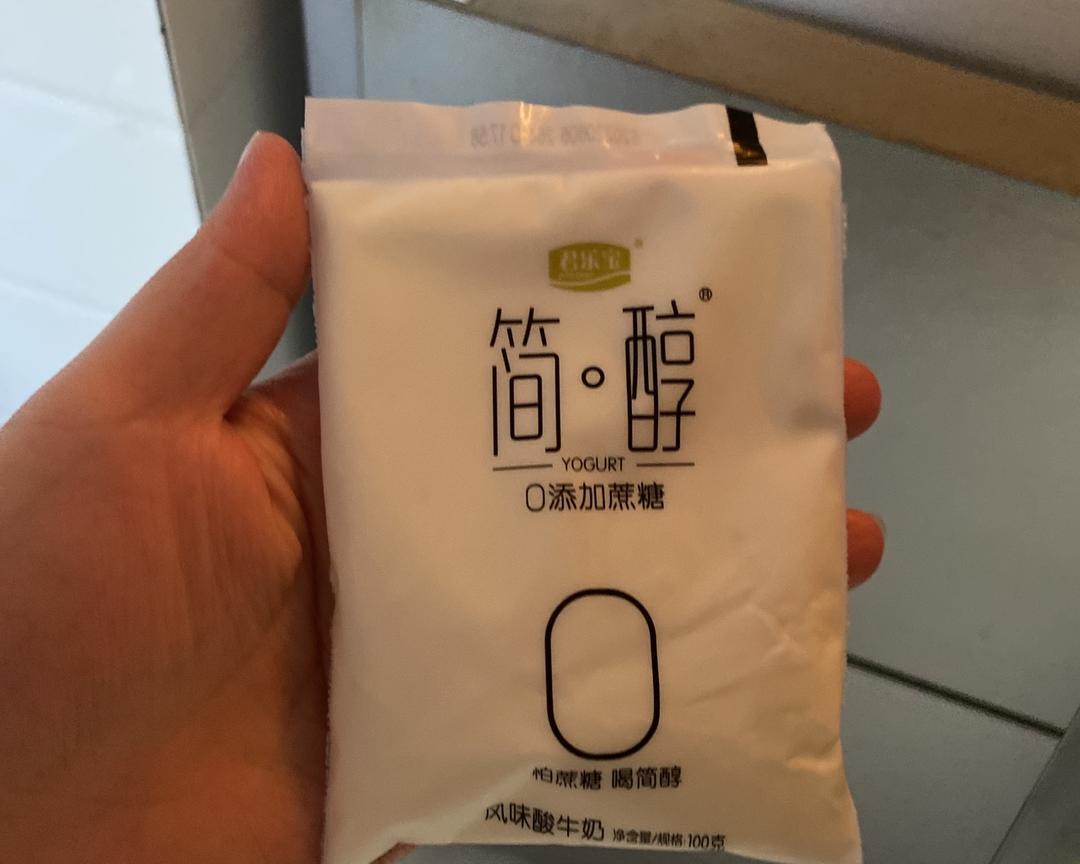 君乐宝
简·醇®
YOGURT
0添加蔗糖
0
怕蔗糖 喝简醇
风味酸牛奶 净含量/规格:100克